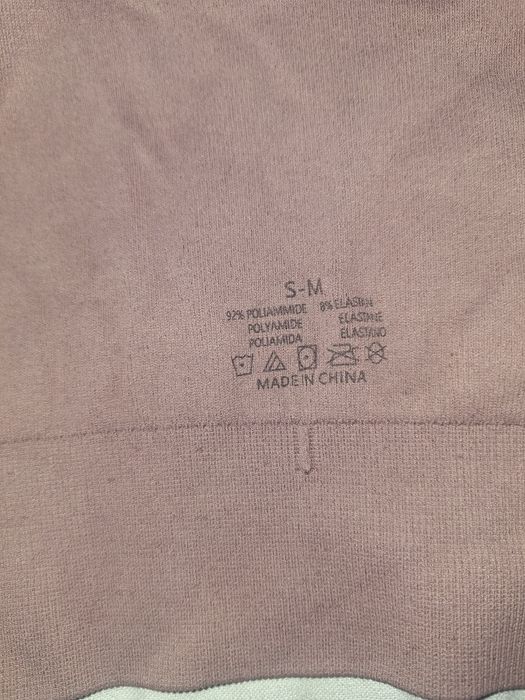 S-M
92% POLIAMMIDE 8% ELASTAN
POLYAMIDE ELASTANE
POLIAMIDA ELASTANO
MADE IN CHINA